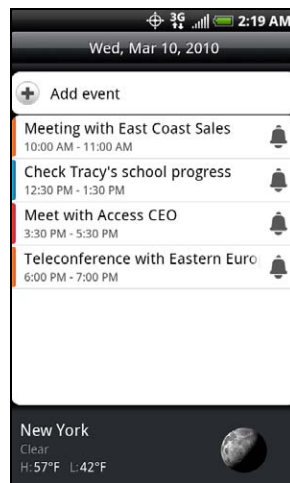 3G 2:19 AM
Wed, Mar 10, 2010
Add event
Meeting with East Coast Sales
10:00 AM - 11:00 AM
Check Tracy's school progress
12:30 PM - 1:30 PM
Meet with Access CEO
3:30 PM - 5:30 PM
Teleconference with Eastern Euro
6:00 PM - 7:00 PM
New York
Clear
H:57°F L:42°F